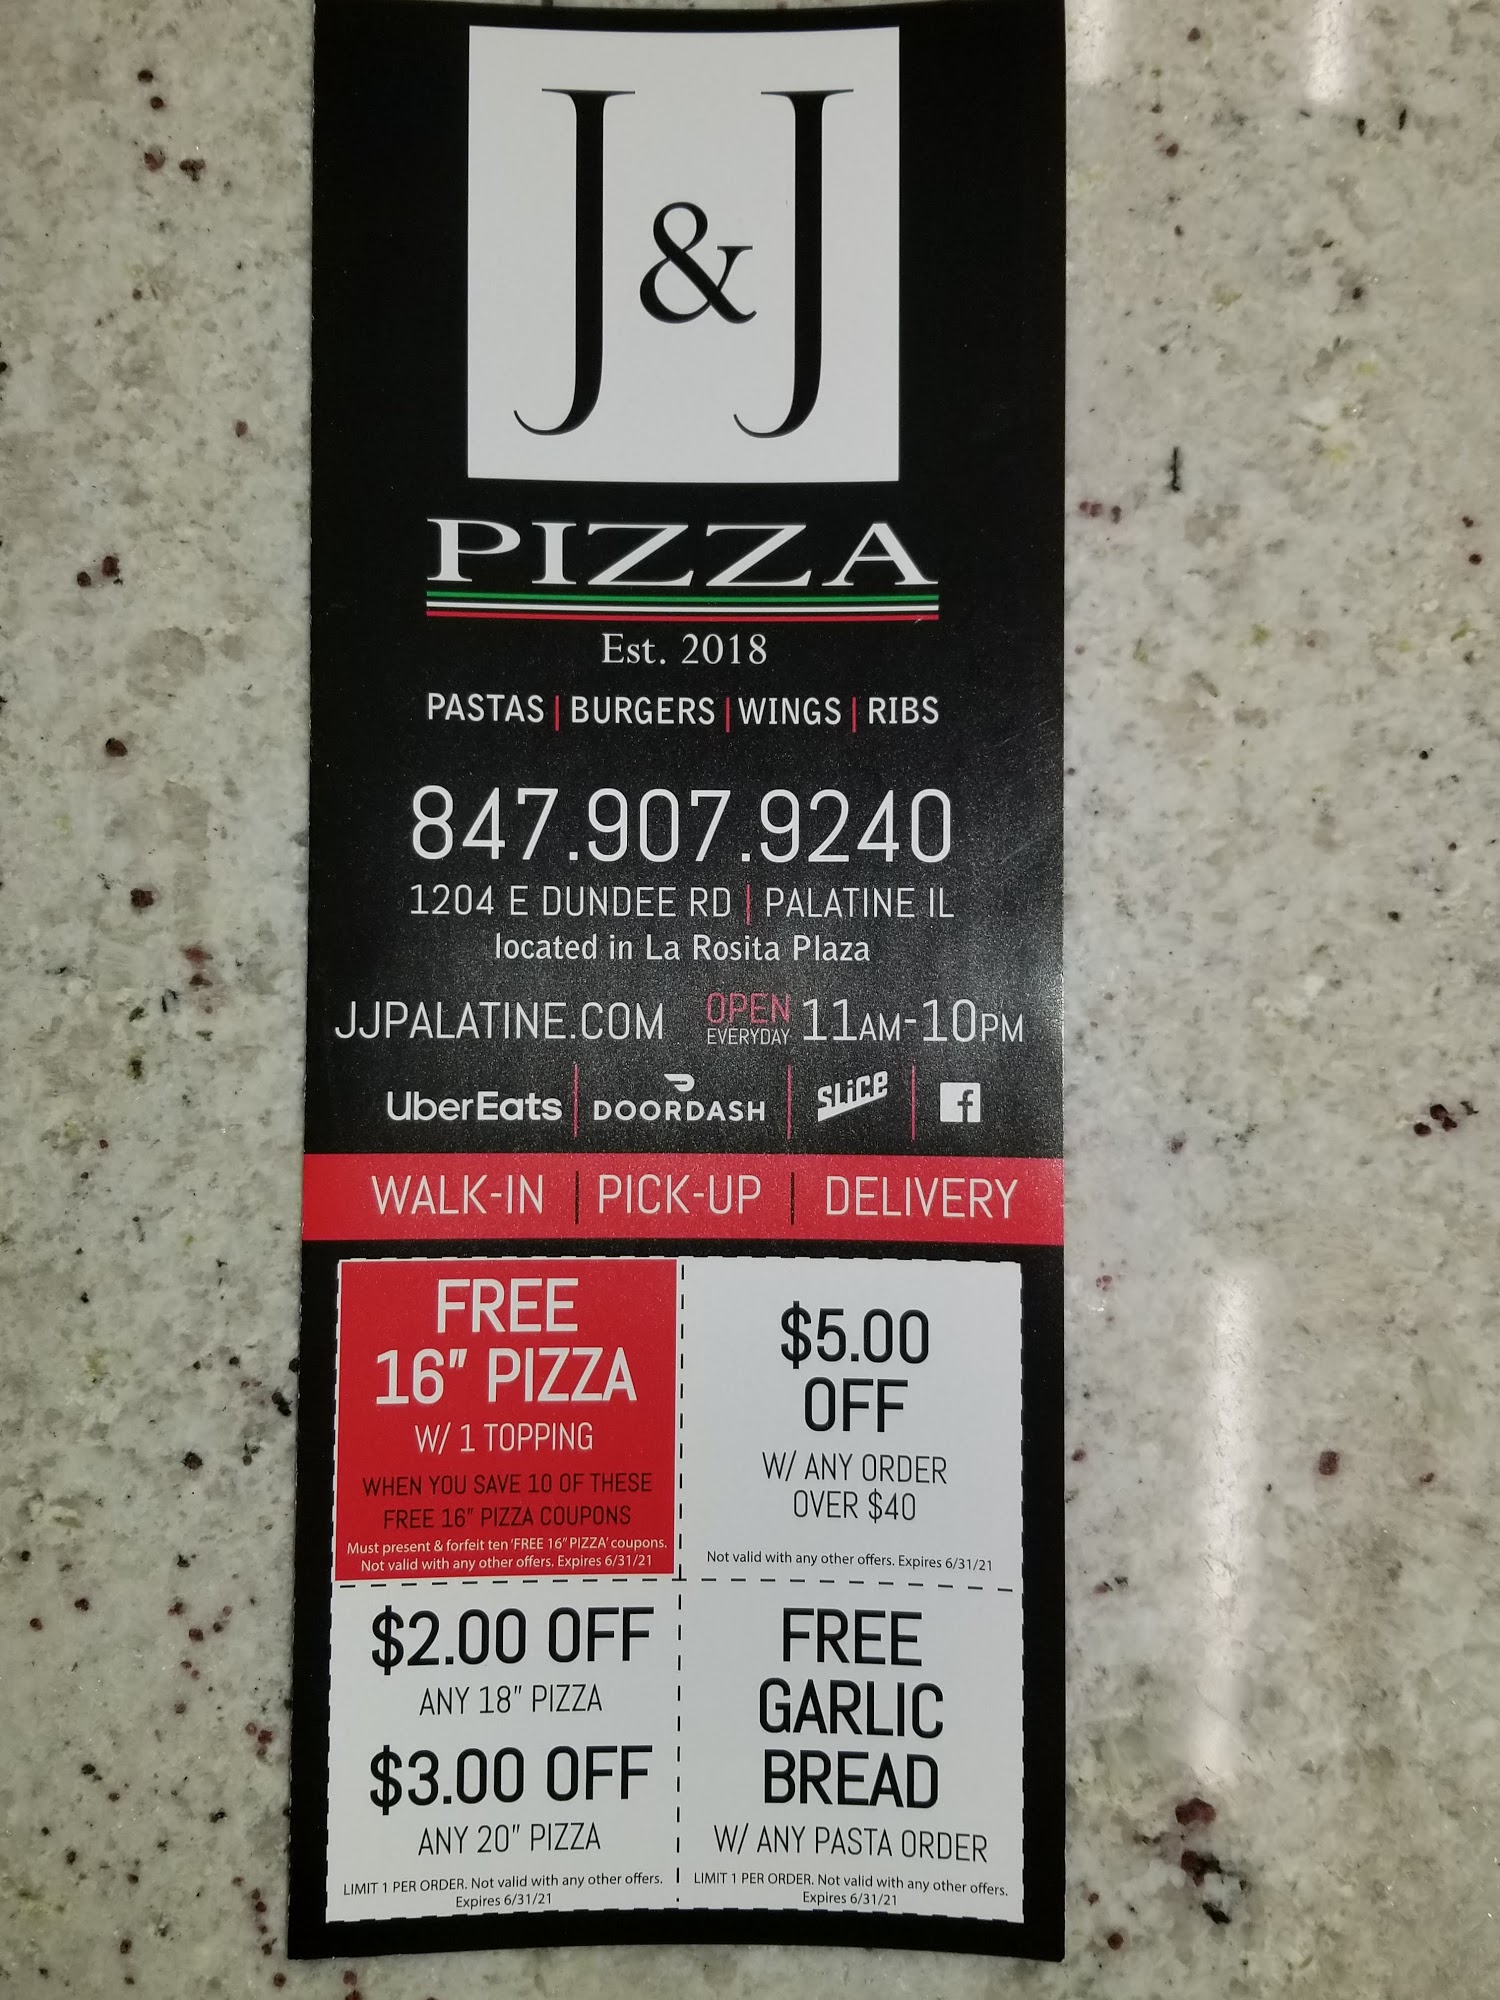 J&J
PIZZA
Est. 2018
PASTAS | BURGERS | WINGS | RIBS
847.907.9240
1204 E DUNDEE RD | PALATINE IL
located in La Rosita Plaza
JJPALATINE.COM OPEN EVERYDAY 11AM-10PM
UberEats | DOORDASH | SLiCE | f
WALK-IN | PICK-UP | DELIVERY
FREE
16" PIZZA
W/ 1 TOPPING
WHEN YOU SAVE 10 OF THESE
FREE 16" PIZZA COUPONS
Must present & forfeit ten 'FREE 16" PIZZA' coupons.
Not valid with any other offers. Expires 6/31/21
$5.00
OFF
W/ ANY ORDER
OVER $40
Not valid with any other offers. Expires 6/31/21
$2.00 OFF
ANY 18" PIZZA
$3.00 OFF
ANY 20" PIZZA
LIMIT 1 PER ORDER. Not valid with any other offers.
Expires 6/31/21
FREE
GARLIC
BREAD
W/ ANY PASTA ORDER
LIMIT 1 PER ORDER. Not valid with any other offers.
Expires 6/31/21